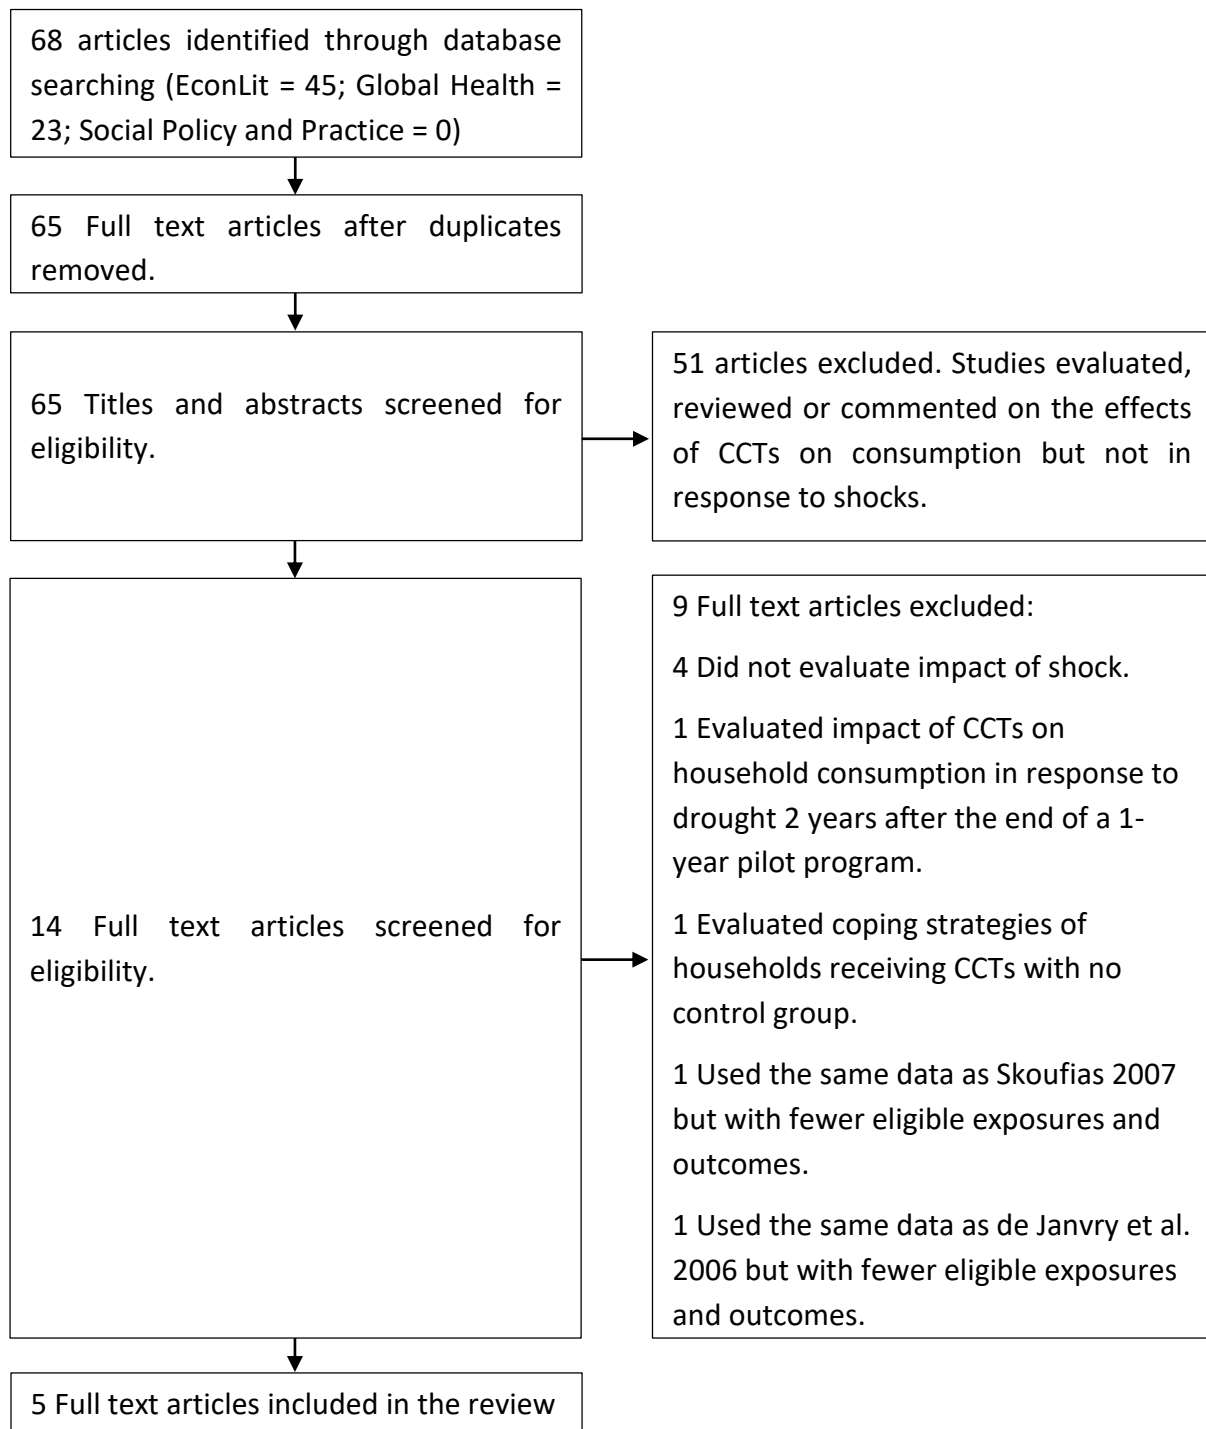 68 articles identified through database
searching (EconLit = 45; Global Health =
23; Social Policy and Practice = 0)
65 Full text articles after duplicates
removed.
65 Titles and abstracts screened for
eligibility.
51 articles excluded. Studies evaluated,
reviewed or commented on the effects
of CCTs on consumption but not in
response to shocks.
14 Full text articles screened for
eligibility.
9 Full text articles excluded:
4 Did not evaluate impact of shock.
1 Evaluated impact of CCTs on
household consumption in response to
drought 2 years after the end of a 1-
year pilot program.
1 Evaluated coping strategies of
households receiving CCTs with no
control group.
1 Used the same data as Skoufias 2007
but with fewer eligible exposures and
outcomes.
1 Used the same data as de Janvry et al.
2006 but with fewer eligible exposures
and outcomes.
5 Full text articles included in the review